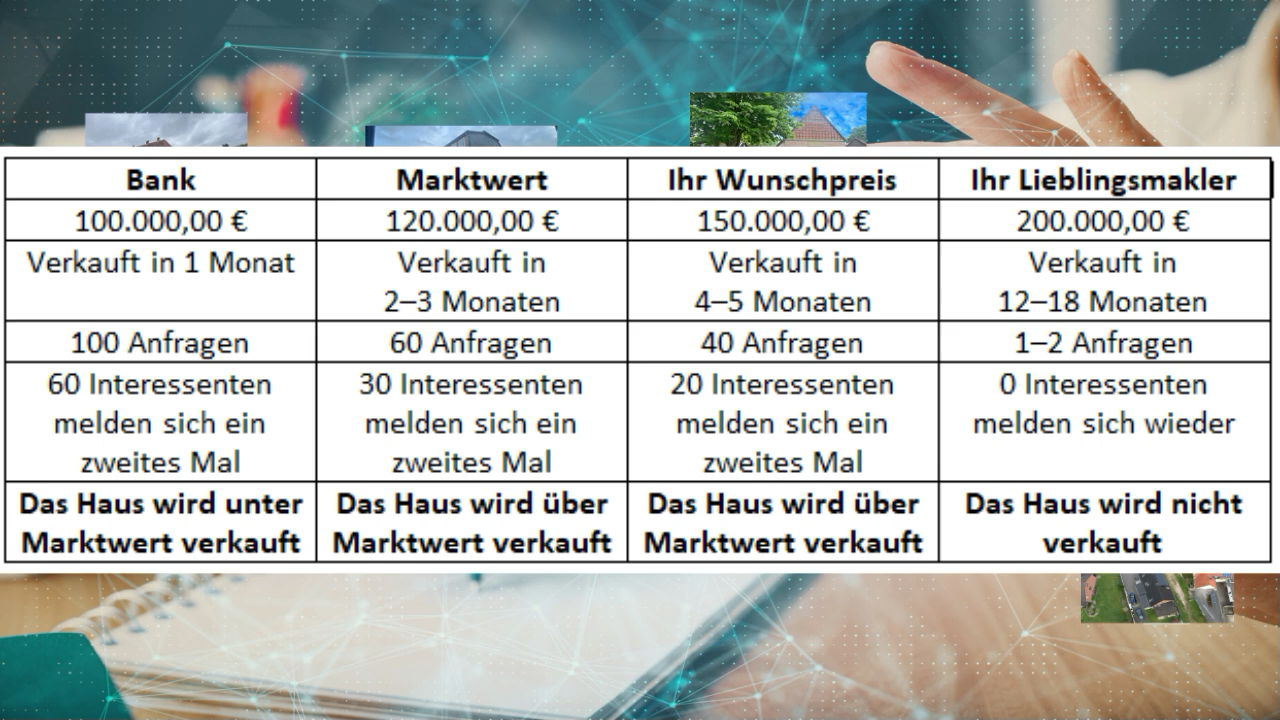 Bank Marktwert Ihr Wunschpreis Ihr Lieblingsmakler
100.000,00 € 120.000,00 € 150.000,00 € 200.000,00 €
Verkauft in 1 Monat Verkauft in Verkauft in Verkauft in
2–3 Monaten 4–5 Monaten 12–18 Monaten
100 Anfragen 60 Anfragen 40 Anfragen 1–2 Anfragen
60 Interessenten 30 Interessenten 20 Interessenten 0 Interessenten
melden sich ein melden sich ein melden sich ein melden sich wieder
zweites Mal zweites Mal zweites Mal
Das Haus wird unter Das Haus wird über Das Haus wird über Das Haus wird nicht
Marktwert verkauft Marktwert verkauft Marktwert verkauft verkauft